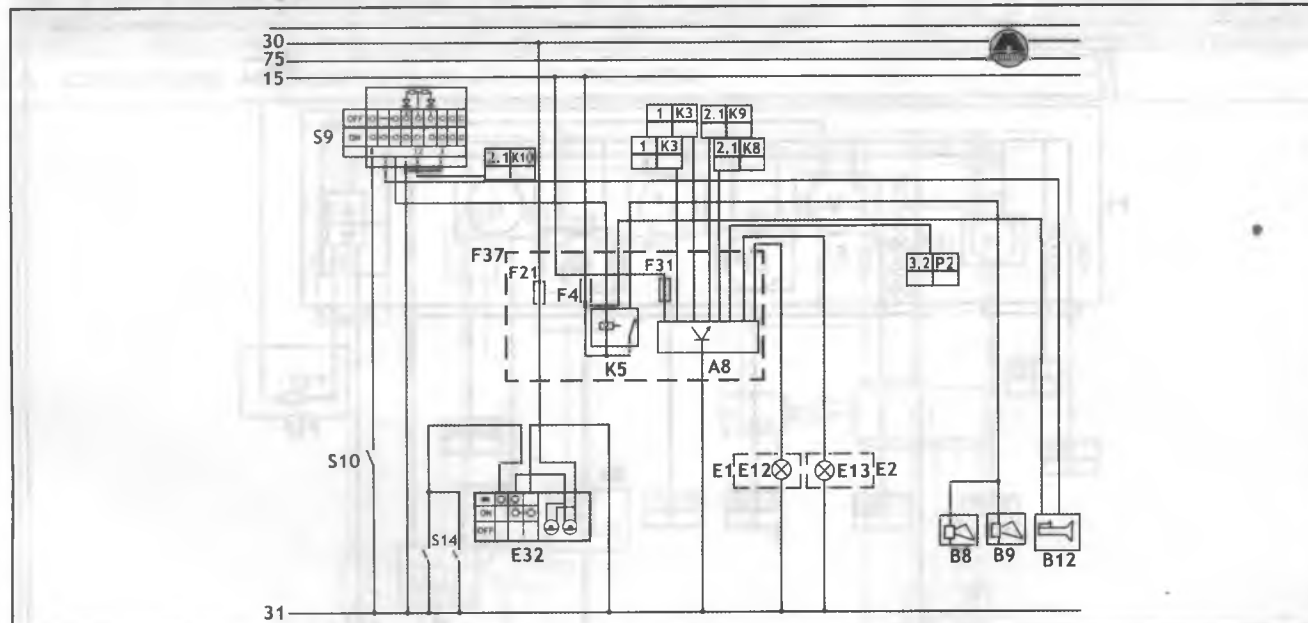 30
75
15
S9
OFF
ON
1 K3
2.1 K9
1 K3
2,1 K8
2.1 K10
F37
F21
F4
F31
3,2 P2
K5
A8
S10
E1 E12
E13 E2
S14
ON
OFF
E32
B8
B9
B12
31